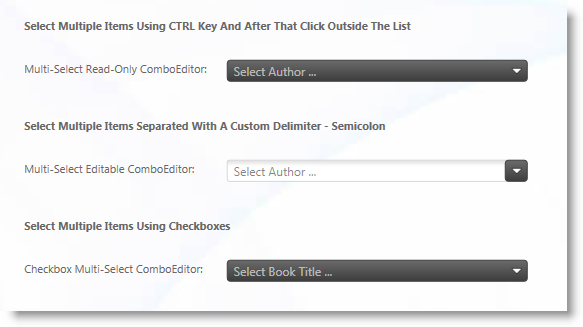 Select Multiple Items Using CTRL Key And After That Click Outside The List
Multi-Select Read-Only ComboEditor: Select Author ...
Select Multiple Items Separated With A Custom Delimiter - Semicolon
Multi-Select Editable ComboEditor: Select Author ...
Select Multiple Items Using Checkboxes
Checkbox Multi-Select ComboEditor: Select Book Title ...